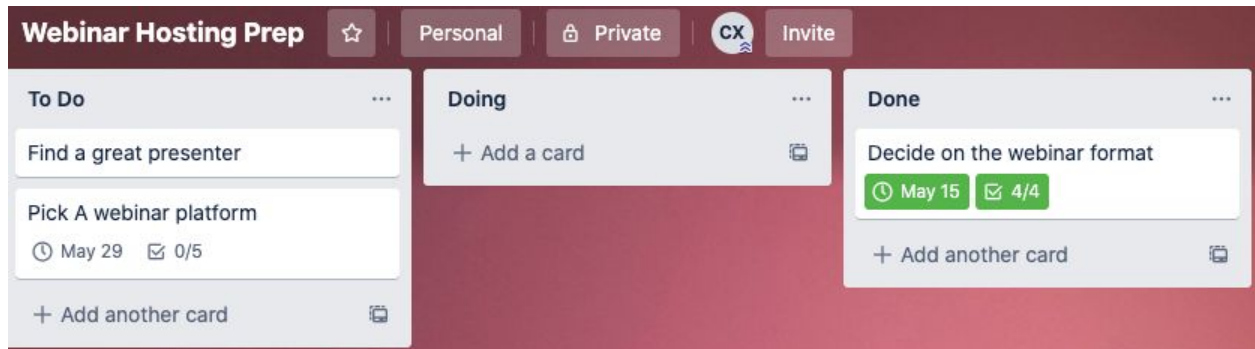 Webinar Hosting Prep Personal Private CX Invite
To Do
Find a great presenter
Pick A webinar platform
May 29 0/5
+ Add another card
Doing
+ Add a card
Done
Decide on the webinar format
May 15 4/4
+ Add another card